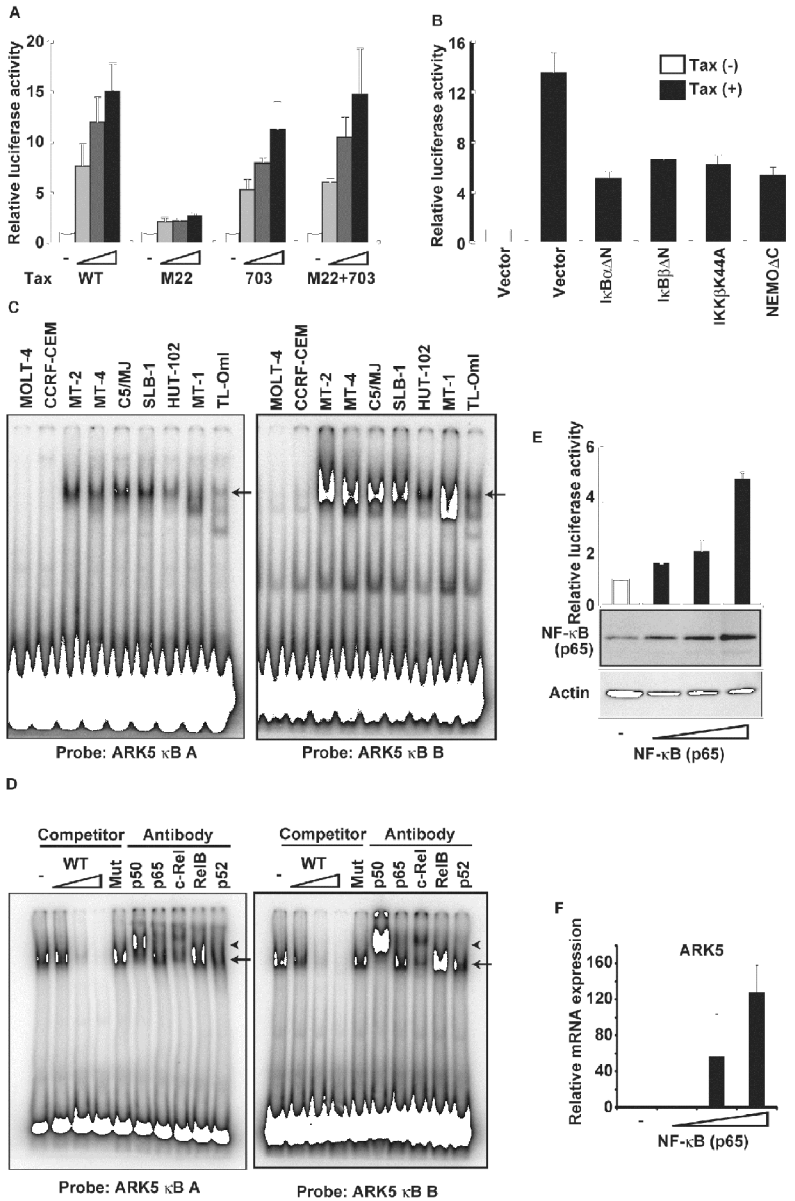 A
Relative luciferase activity
20
15
10
5
0
- - - -
Tax WT M22 703 M22+703
B
Relative luciferase activity
16
12
8
4
0
Tax (-)
Tax (+)
Vector
Vector
IκBαΔN
IκBβΔN
IKKβK44A
NEMOΔC
C
MOLT-4
CCRF-CEM
MT-2
MT-4
C5/MJ
SLB-1
HUT-102
MT-1
TL-OmI
MOLT-4
CCRF-CEM
MT-2
MT-4
C5/MJ
SLB-1
HUT-102
MT-1
TL-OmI
Probe: ARK5 κB A
Probe: ARK5 κB B
D
Competitor Antibody
- WT Mut p50 p65 c-Rel RelB p52
Competitor Antibody
- WT Mut p50 p65 c-Rel RelB p52
Probe: ARK5 κB A
Probe: ARK5 κB B
E
Relative luciferase activity
6
4
2
0
NF-κB
(p65)
Actin
-
NF-κB (p65)
F
ARK5
Relative mRNA expression
160
120
80
40
0
-
NF-κB (p65)